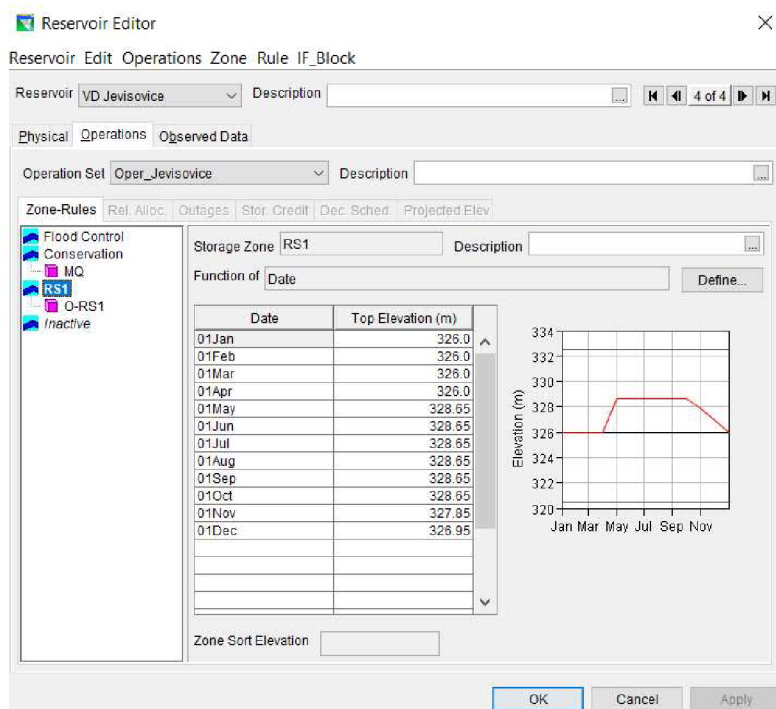 Reservoir Editor
Reservoir Edit Operations Zone Rule IF_Block
Reservoir VD Jevisovice Description ... 4 of 4
Physical Operations Observed Data
Operation Set Oper_Jevisovice Description ...
Zone-Rules Rel. Alloc. Outages Stor. Credit Dec. Sched. Projected Elev
Flood Control
Conservation
MQ
RS1
O-RS1
Inactive
Storage Zone RS1 Description ...
Function of Date Define...
Date Top Elevation (m)
01Jan 326.0
01Feb 326.0
01Mar 326.0
01Apr 326.0
01May 328.65
01Jun 328.65
01Jul 328.65
01Aug 328.65
01Sep 328.65
01Oct 328.65
01Nov 327.85
01Dec 326.95
Elevation (m)
334
332
330
328
326
324
322
320
Jan Mar May Jul Sep Nov
Zone Sort Elevation
OK Cancel Apply